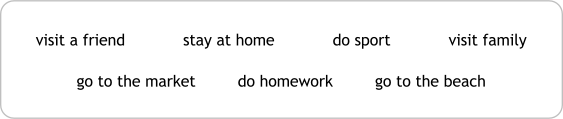 visit a friend stay at home do sport visit family
go to the market do homework go to the beach